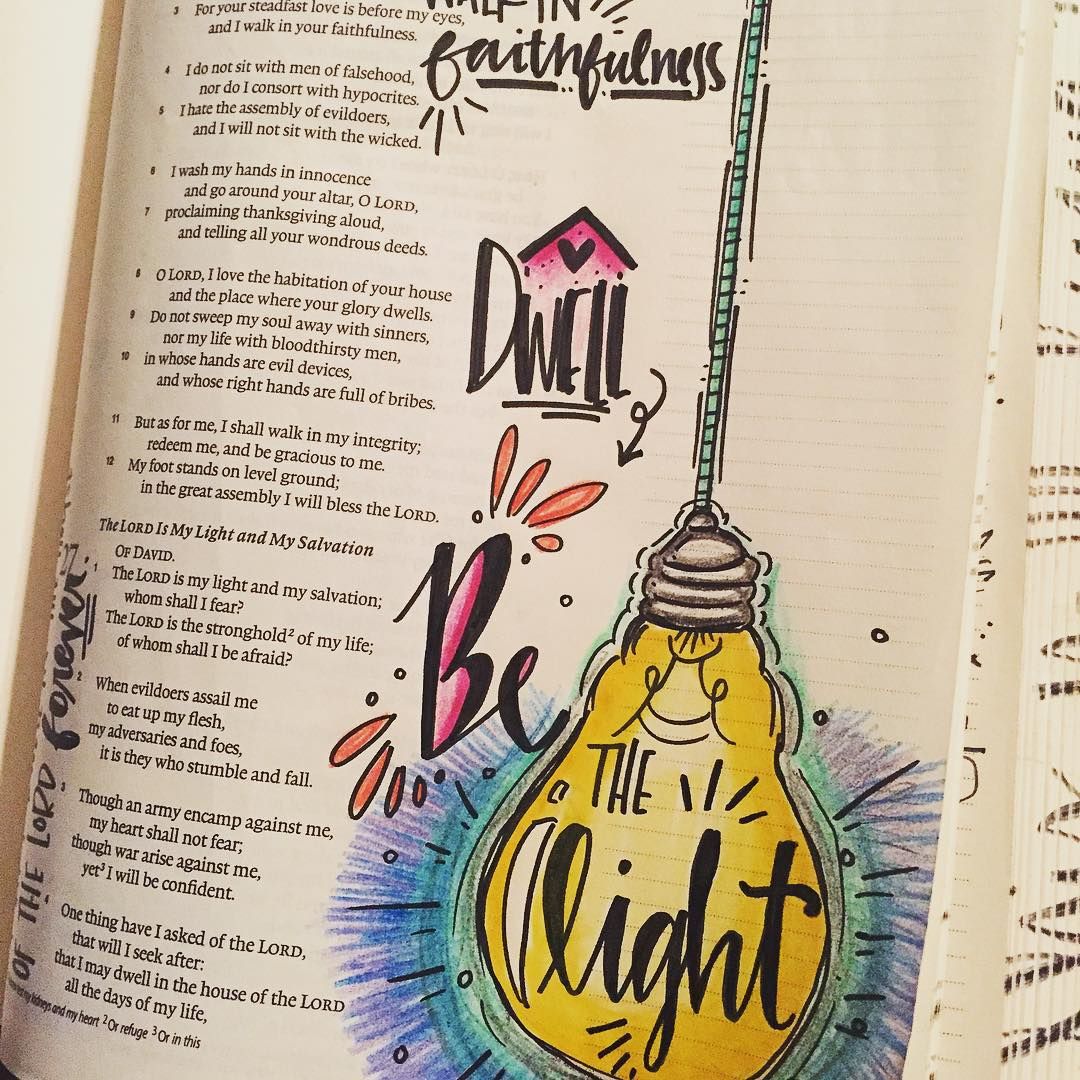 3 For your steadfast love is before my eyes,
and I walk in your faithfulness.
4 I do not sit with men of falsehood,
nor do I consort with hypocrites.
5 I hate the assembly of evildoers,
and I will not sit with the wicked.
6 I wash my hands in innocence
and go around your altar, O LORD,
7 proclaiming thanksgiving aloud,
and telling all your wondrous deeds.
8 O LORD, I love the habitation of your house
and the place where your glory dwells.
9 Do not sweep my soul away with sinners,
nor my life with bloodthirsty men,
10 in whose hands are evil devices,
and whose right hands are full of bribes.
11 But as for me, I shall walk in my integrity;
redeem me, and be gracious to me.
12 My foot stands on level ground;
in the great assembly I will bless the LORD.
The LORD Is My Light and My Salvation
OF DAVID.
1 The LORD is my light and my salvation;
whom shall I fear?
The LORD is the stronghold2 of my life;
of whom shall I be afraid?
2 When evildoers assail me
to eat up my flesh,
my adversaries and foes,
it is they who stumble and fall.
3 Though an army encamp against me,
my heart shall not fear;
though war arise against me,
yet3 I will be confident.
4 One thing have I asked of the LORD,
that will I seek after:
that I may dwell in the house of the LORD
all the days of my life,
my kidneys and my heart 2 Or refuge 3 Or in this
OF THE LORD forever
WALK IN
faithfulness
DWELL
Be
THE
light